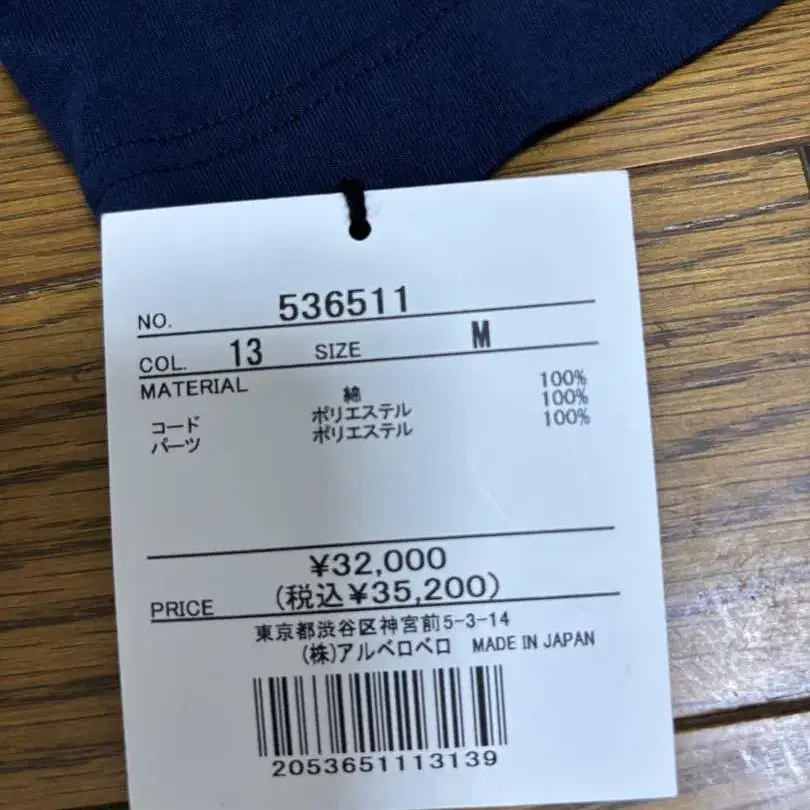 NO. 536511
COL. 13 SIZE M
MATERIAL 綿 100%
コード ポリエステル 100%
パーツ ポリエステル 100%
¥32,000
PRICE (税込¥35,200)
東京都渋谷区神宮前5-3-14
(株)アルベロベロ MADE IN JAPAN
2053651113139